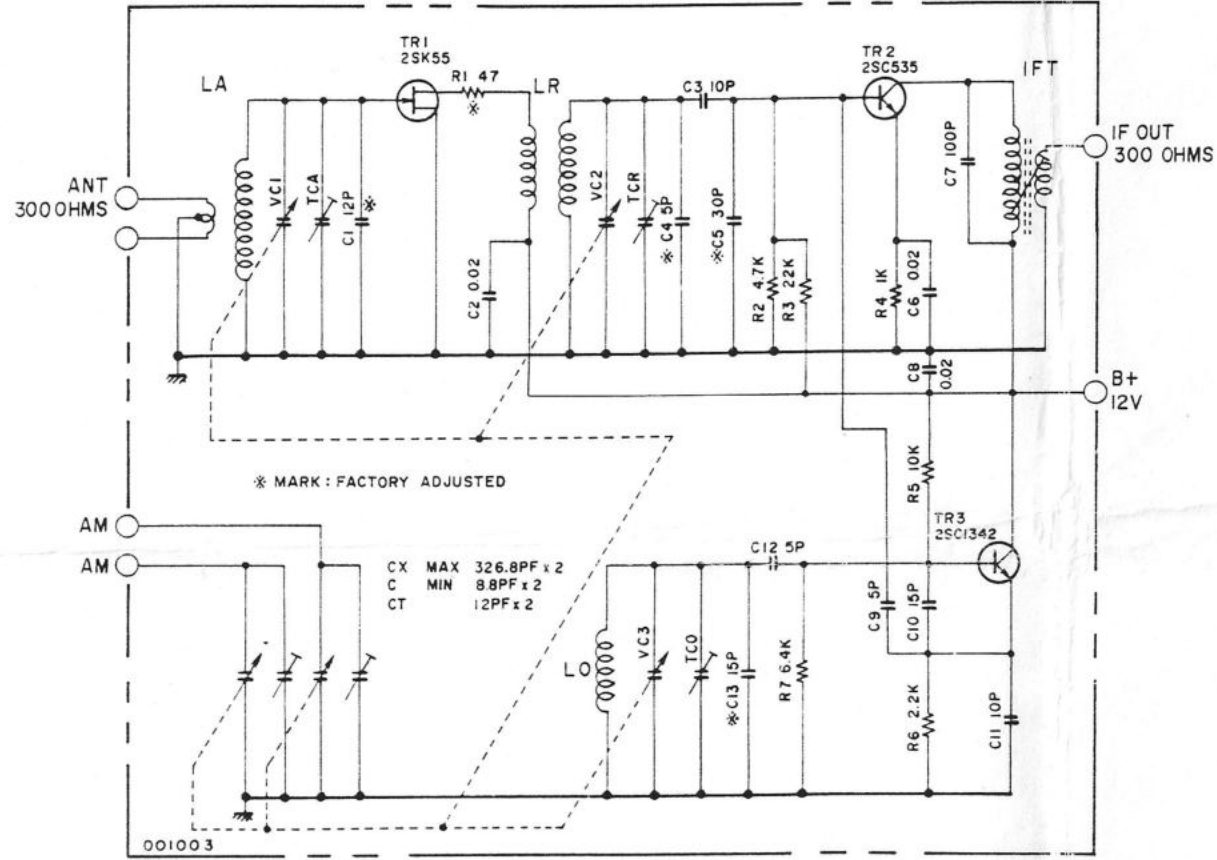 TR1
2SK55
R1 47
※
LA
LR
C3 10P
TR2
2SC535
IFT
C7 100P
IF OUT
300 OHMS
ANT
300 OHMS
VC1
TCA
C1 12P
※
C2 0.02
VC2
TCR
※C4 5P
※C5 30P
R2 4.7K
R3 22K
R4 1K
C6 0.02
C8
0.02
B+
12V
※ MARK : FACTORY ADJUSTED
R5 10K
AM
AM
CX MAX 326.8PF x 2
C MIN 8.8PF x 2
CT 12PF x 2
C12 5P
TR3
2SC1342
LO
VC3
TCO
※C13 15P
R7 6.4K
C9 5P
C10 15P
R6 2.2K
C11 10P
001003